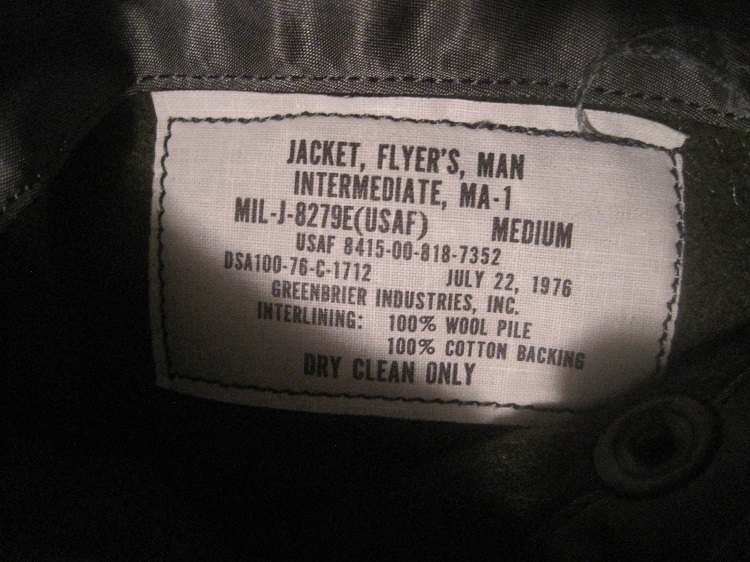 JACKET, FLYER'S, MAN
INTERMEDIATE, MA-1
MIL-J-8279E(USAF) MEDIUM
USAF 8415-00-818-7352
DSA100-76-C-1712 JULY 22, 1976
GREENBRIER INDUSTRIES, INC.
INTERLINING: 100% WOOL PILE
100% COTTON BACKING
DRY CLEAN ONLY